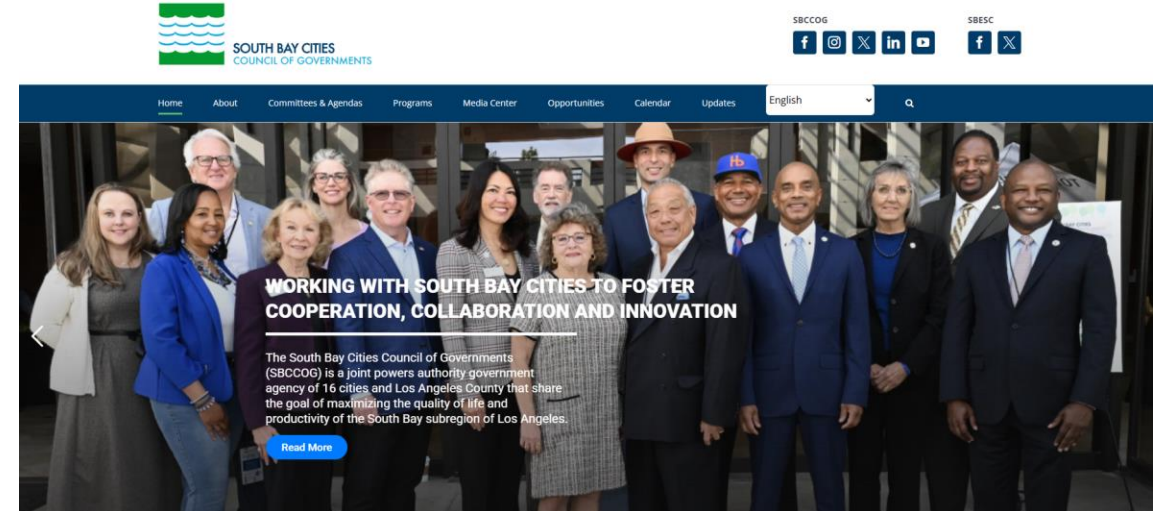 SOUTH BAY CITIES
COUNCIL OF GOVERNMENTS
SBCCOG
SBESC
Home About Committees & Agendas Programs Media Center Opportunities Calendar Updates English
WORKING WITH SOUTH BAY CITIES TO FOSTER
COOPERATION, COLLABORATION AND INNOVATION
The South Bay Cities Council of Governments
(SBCCOG) is a joint powers authority government
agency of 16 cities and Los Angeles County that share
the goal of maximizing the quality of life and
productivity of the South Bay subregion of Los Angeles.
Read More